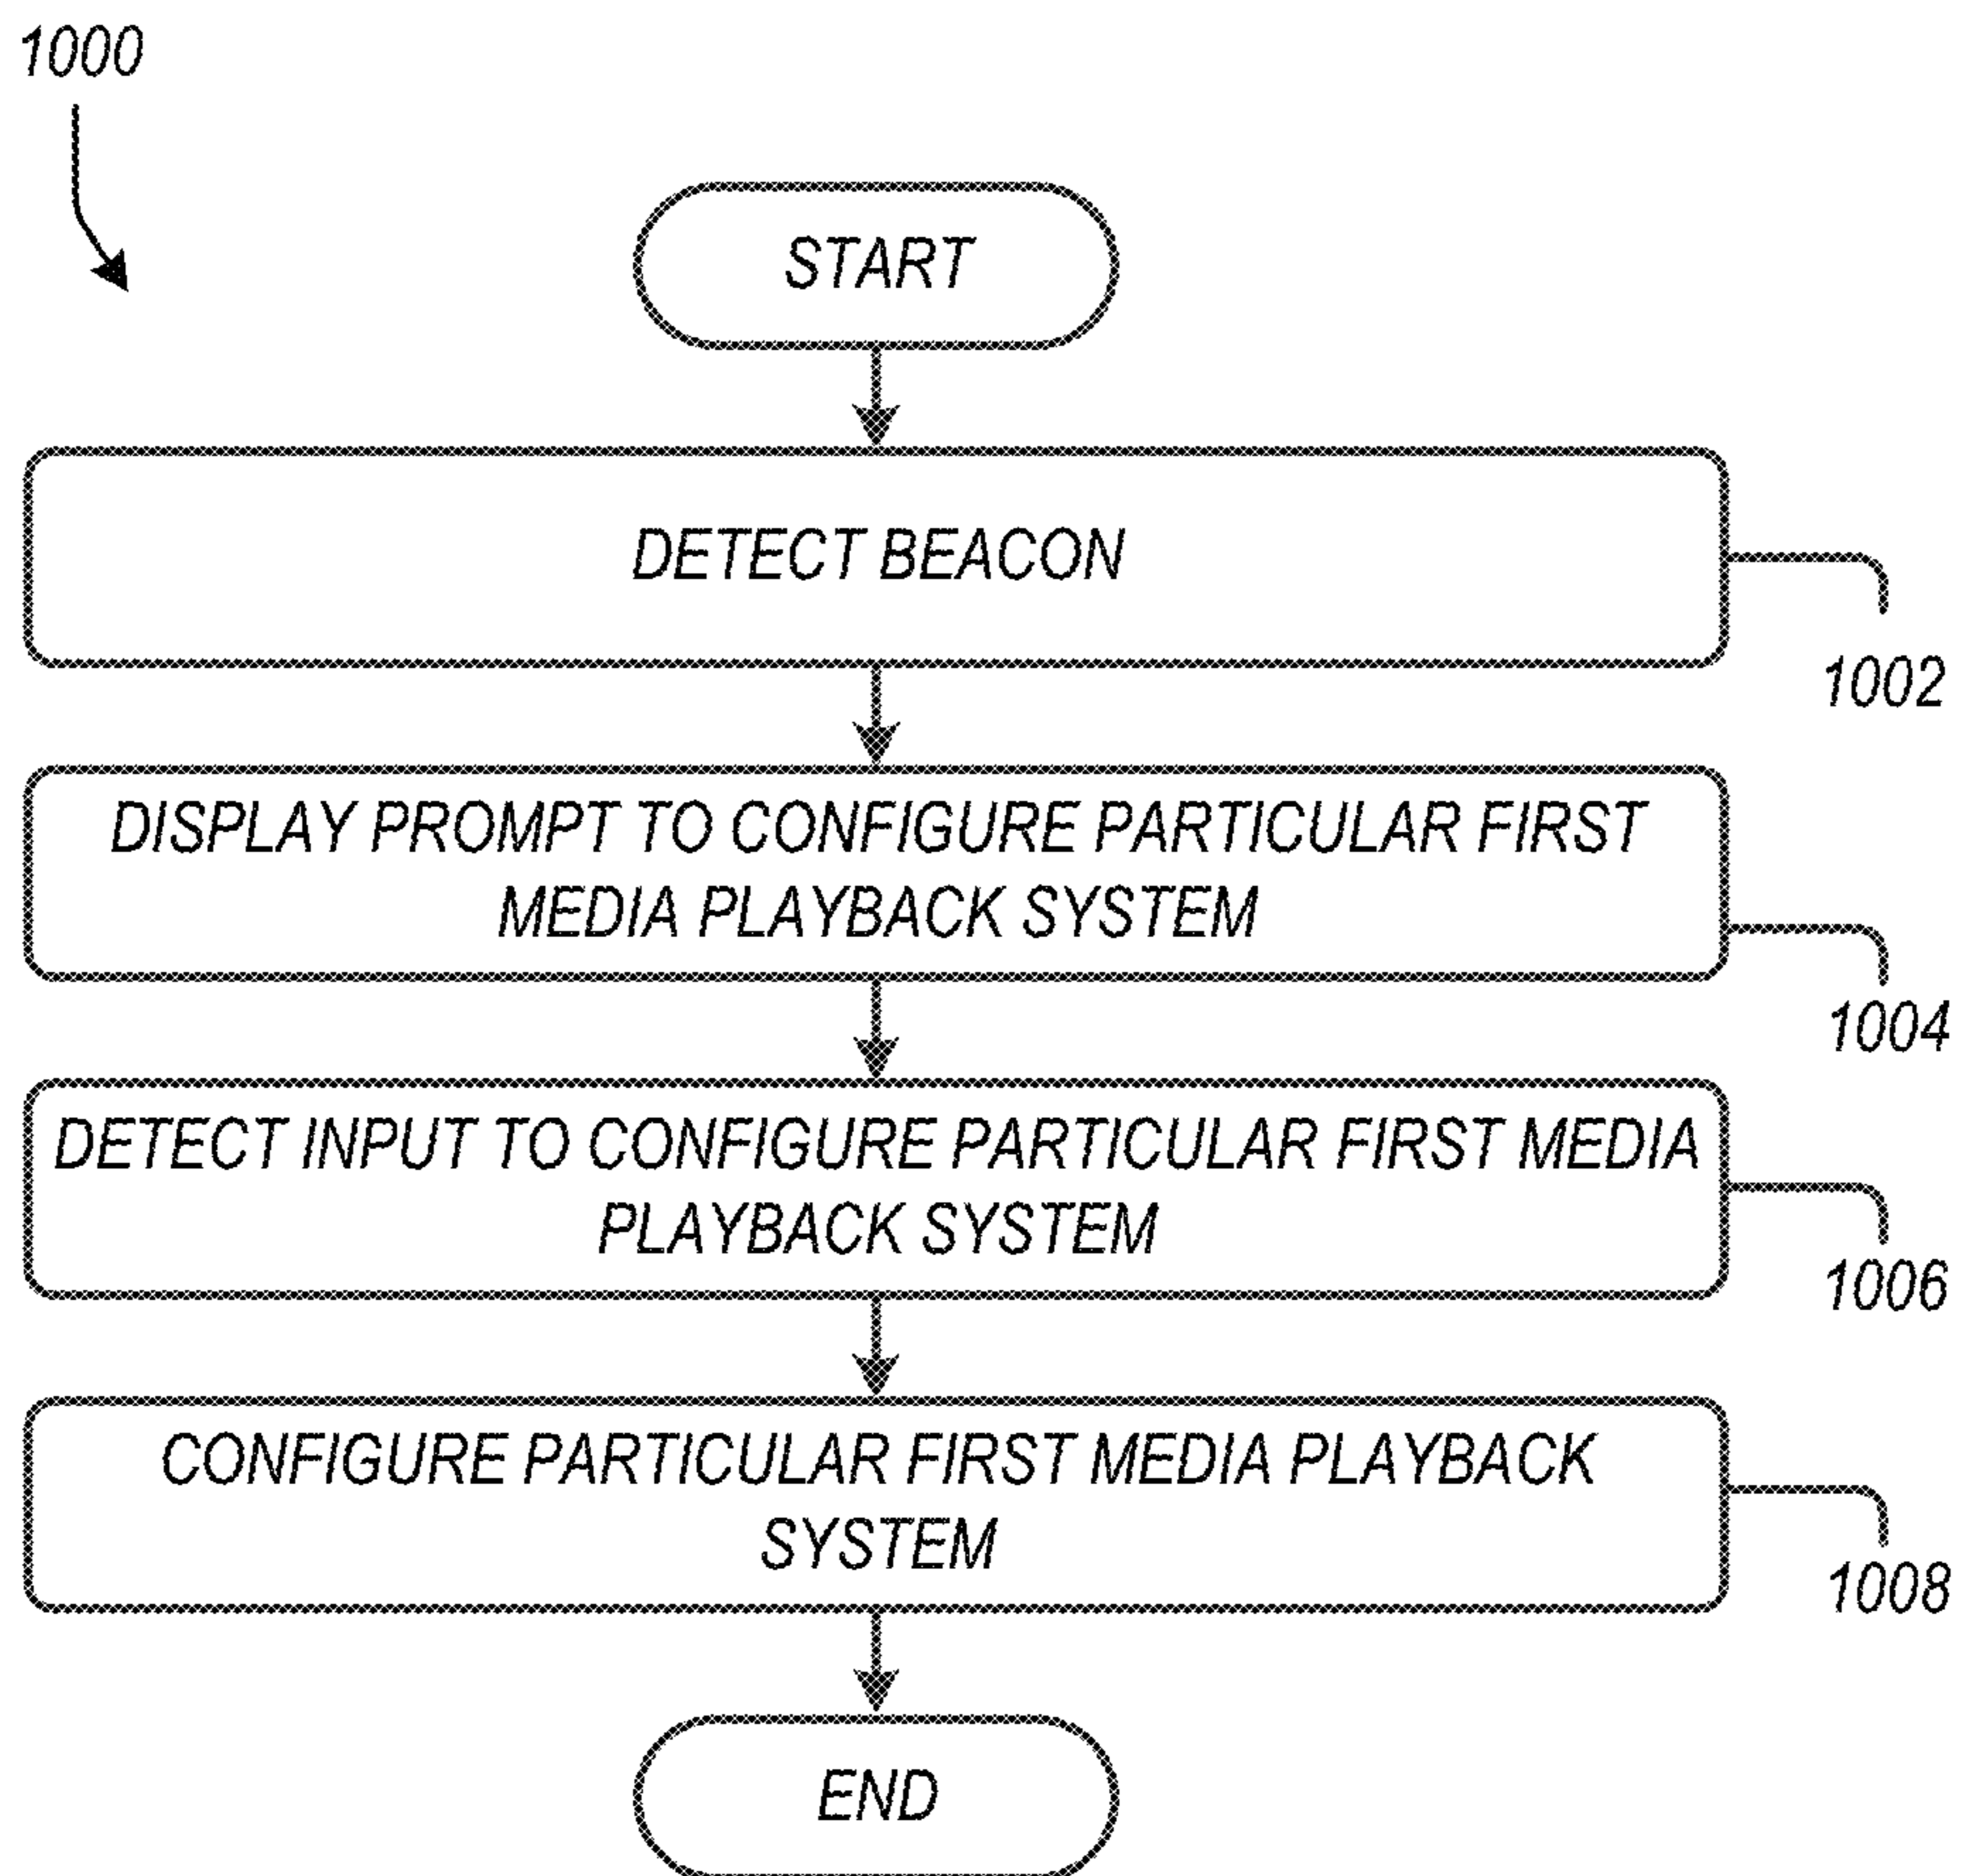 1000
START
DETECT BEACON
1002
DISPLAY PROMPT TO CONFIGURE PARTICULAR FIRST
MEDIA PLAYBACK SYSTEM
1004
DETECT INPUT TO CONFIGURE PARTICULAR FIRST MEDIA
PLAYBACK SYSTEM
1006
CONFIGURE PARTICULAR FIRST MEDIA PLAYBACK
SYSTEM
1008
END